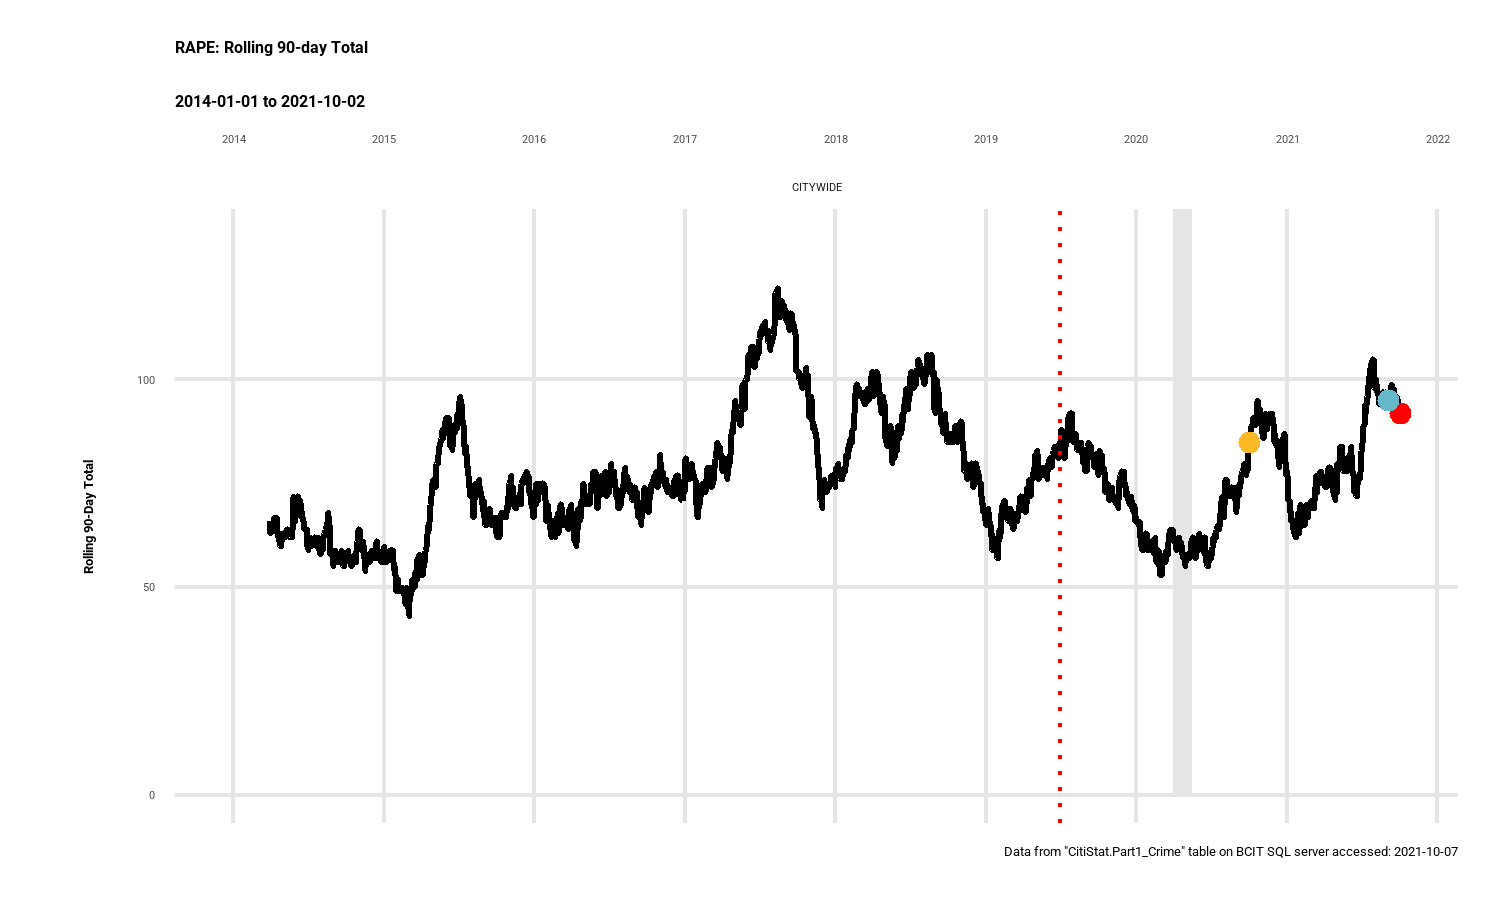 RAPE: Rolling 90-day Total
2014-01-01 to 2021-10-02
2014 2015 2016 2017 2018 2019 2020 2021 2022
CITYWIDE
Rolling 90-Day Total
100
50
0
Data from "CitiStat.Part1_Crime" table on BCIT SQL server accessed: 2021-10-07